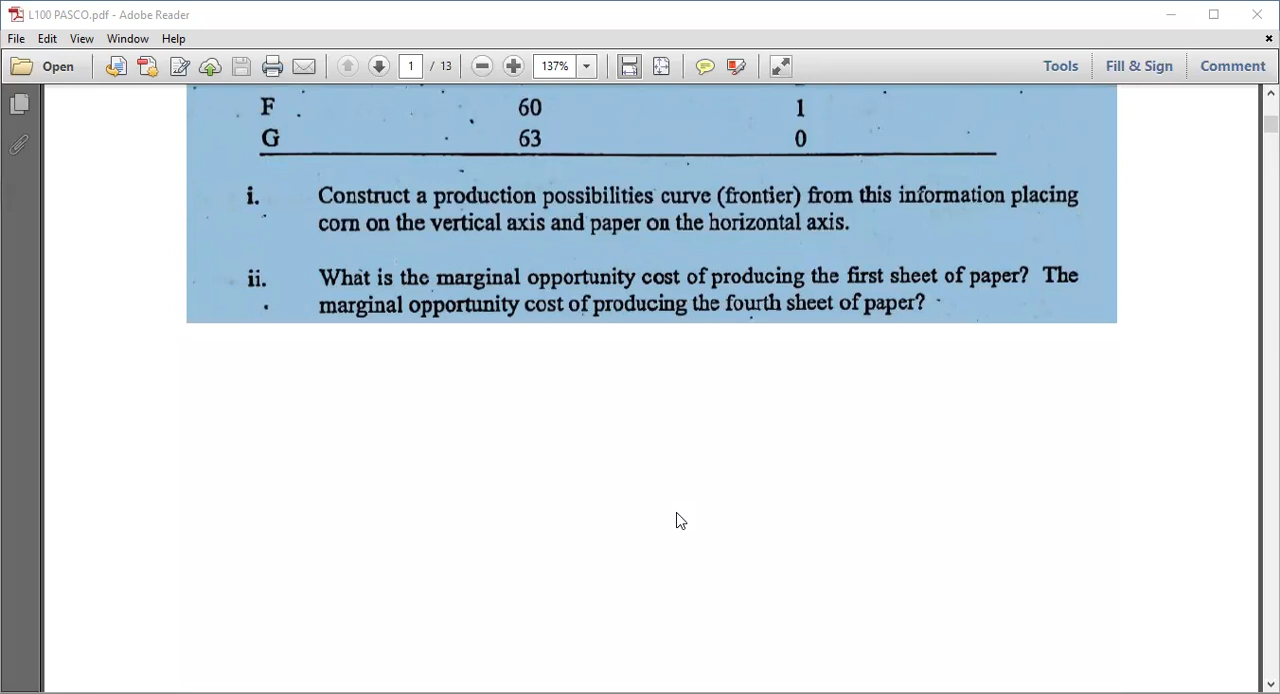 L100 PASCO.pdf - Adobe Reader
File Edit View Window Help
Open 1 / 13 137% Tools Fill & Sign Comment
F 60 1
G 63 0
i. Construct a production possibilities curve (frontier) from this information placing
corn on the vertical axis and paper on the horizontal axis.
ii. What is the marginal opportunity cost of producing the first sheet of paper? The
marginal opportunity cost of producing the fourth sheet of paper?